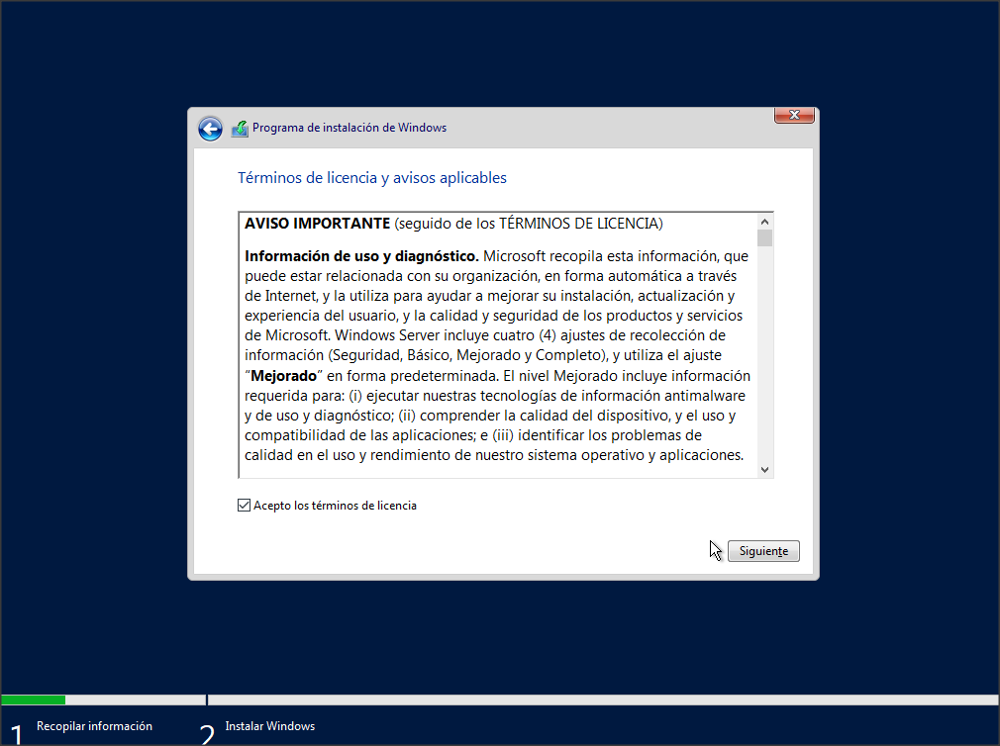 Programa de instalación de Windows
Términos de licencia y avisos aplicables
AVISO IMPORTANTE (seguido de los TÉRMINOS DE LICENCIA)
Información de uso y diagnóstico. Microsoft recopila esta información, que
puede estar relacionada con su organización, en forma automática a través
de Internet, y la utiliza para ayudar a mejorar su instalación, actualización y
experiencia del usuario, y la calidad y seguridad de los productos y servicios
de Microsoft. Windows Server incluye cuatro (4) ajustes de recolección de
información (Seguridad, Básico, Mejorado y Completo), y utiliza el ajuste
“Mejorado” en forma predeterminada. El nivel Mejorado incluye información
requerida para: (i) ejecutar nuestras tecnologías de información antimalware
y de uso y diagnóstico; (ii) comprender la calidad del dispositivo, y el uso y
compatibilidad de las aplicaciones; e (iii) identificar los problemas de
calidad en el uso y rendimiento de nuestro sistema operativo y aplicaciones.
Acepto los términos de licencia
Siguiente
1 Recopilar información
2 Instalar Windows